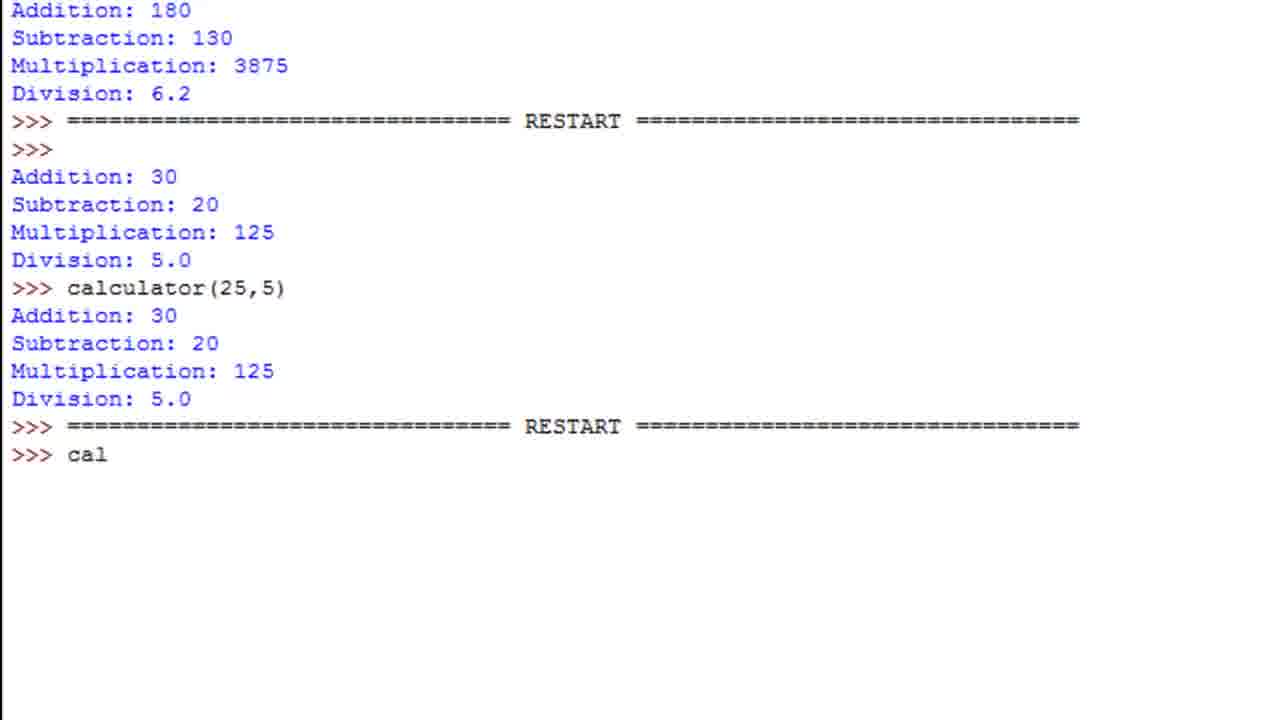 Addition: 180
Subtraction: 130
Multiplication: 3875
Division: 6.2
>>> ================================ RESTART ================================
>>>
Addition: 30
Subtraction: 20
Multiplication: 125
Division: 5.0
>>> calculator(25,5)
Addition: 30
Subtraction: 20
Multiplication: 125
Division: 5.0
>>> ================================ RESTART ================================
>>> cal